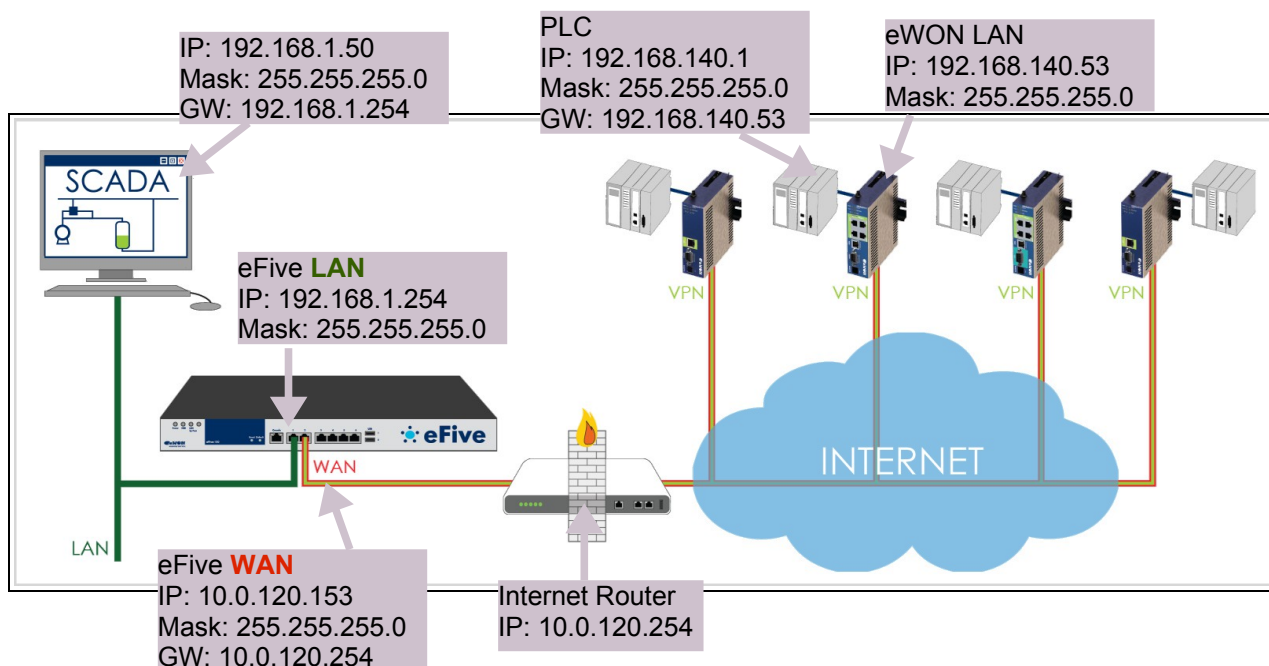 IP: 192.168.1.50
Mask: 255.255.255.0
GW: 192.168.1.254
PLC
IP: 192.168.140.1
Mask: 255.255.255.0
GW: 192.168.140.53
eWON LAN
IP: 192.168.140.53
Mask: 255.255.255.0
SCADA
eFive LAN
IP: 192.168.1.254
Mask: 255.255.255.0
VPN
VPN
VPN
VPN
eFive
WAN
INTERNET
LAN
eFive WAN
IP: 10.0.120.153
Mask: 255.255.255.0
GW: 10.0.120.254
Internet Router
IP: 10.0.120.254